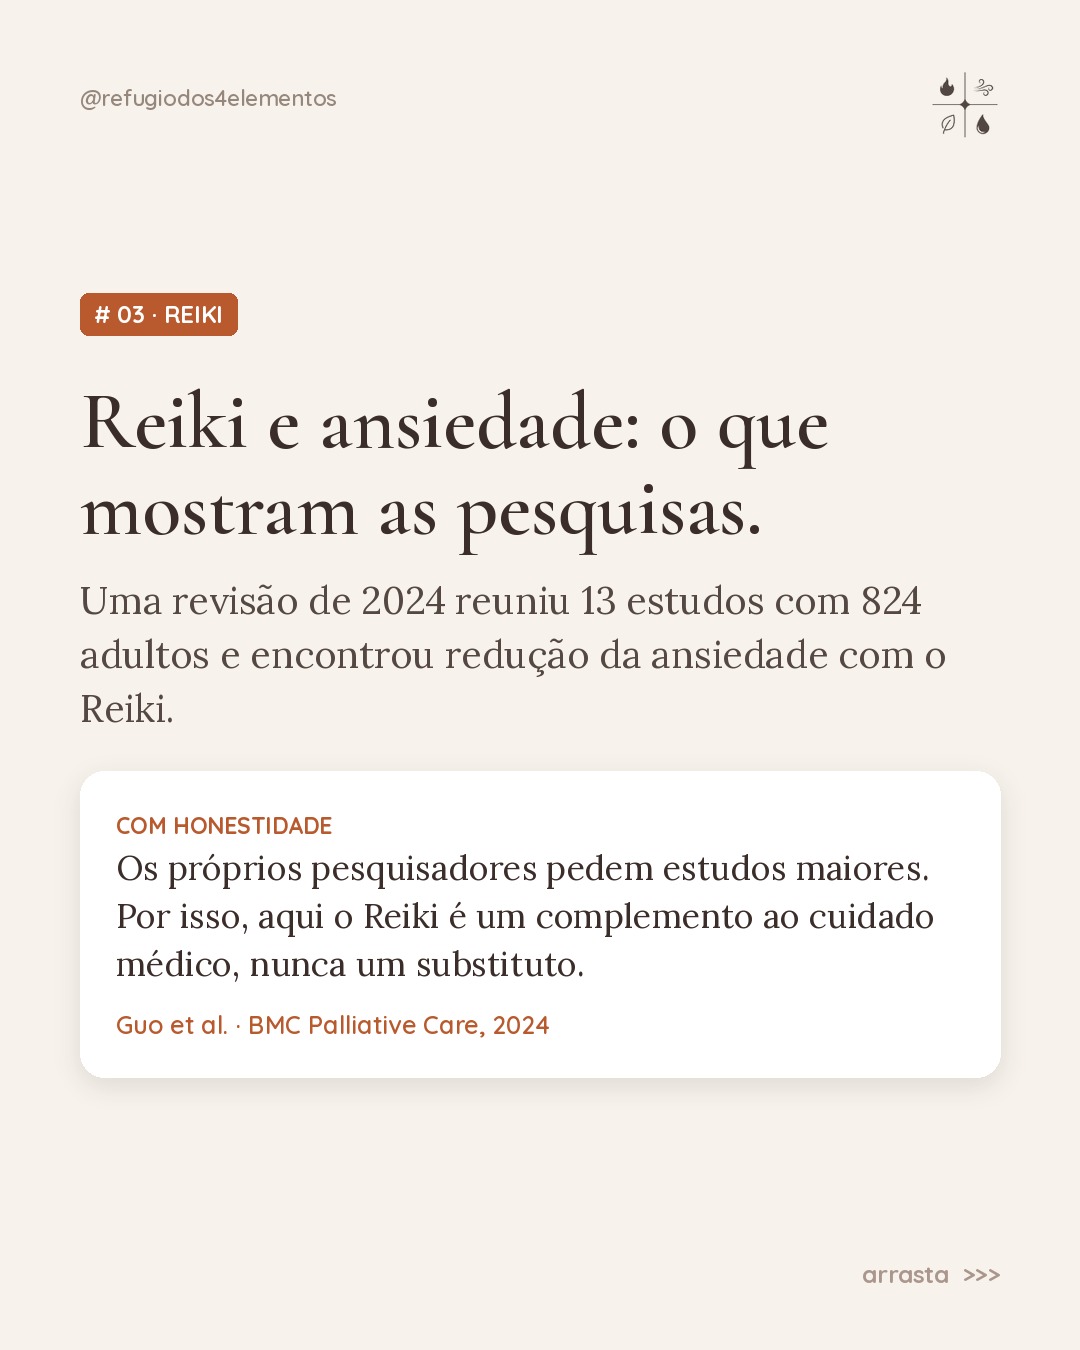 @refugiodos4elementos
# 03 · REIKI
Reiki e ansiedade: o que
mostram as pesquisas.
Uma revisão de 2024 reuniu 13 estudos com 824
adultos e encontrou redução da ansiedade com o
Reiki.
COM HONESTIDADE
Os próprios pesquisadores pedem estudos maiores.
Por isso, aqui o Reiki é um complemento ao cuidado
médico, nunca um substituto.
Guo et al. · BMC Palliative Care, 2024
arrasta >>>